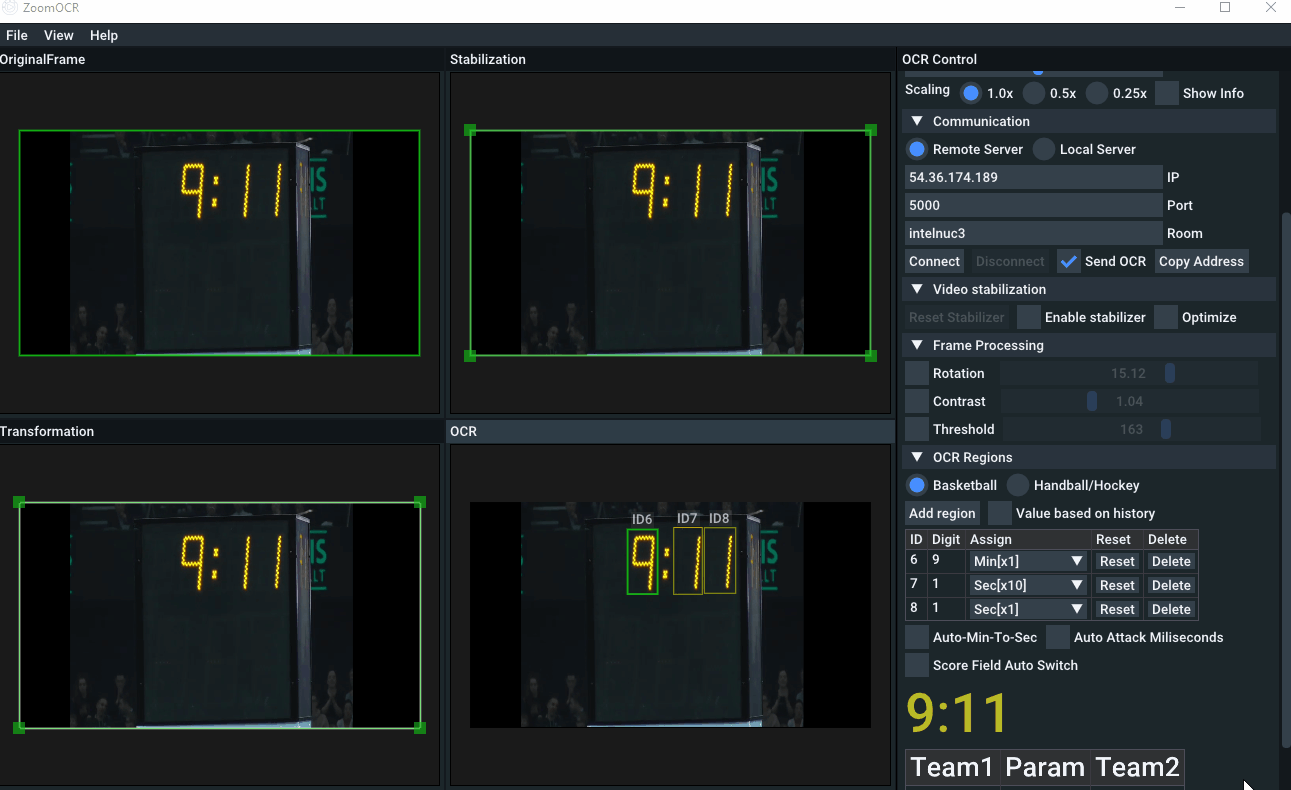 ZoomOCR
File View Help
OriginalFrame
9:11
IS
LT
Stabilization
9:11
IS
LT
Transformation
9:11
IS
LT
OCR
ID6 ID7 ID8
9:11
IS
LT
OCR Control
Scaling 1.0x 0.5x 0.25x Show Info
Communication
Remote Server Local Server
54.36.174.189 IP
5000 Port
intelnuc3 Room
Connect Disconnect Send OCR Copy Address
Video stabilization
Reset Stabilizer Enable stabilizer Optimize
Frame Processing
Rotation 15.12
Contrast 1.04
Threshold 163
OCR Regions
Basketball Handball/Hockey
Add region Value based on history
ID Digit Assign Reset Delete
6 9 Min[x1] Reset Delete
7 1 Sec[x10] Reset Delete
8 1 Sec[x1] Reset Delete
Auto-Min-To-Sec Auto Attack Miliseconds
Score Field Auto Switch
9:11
Team1 Param Team2